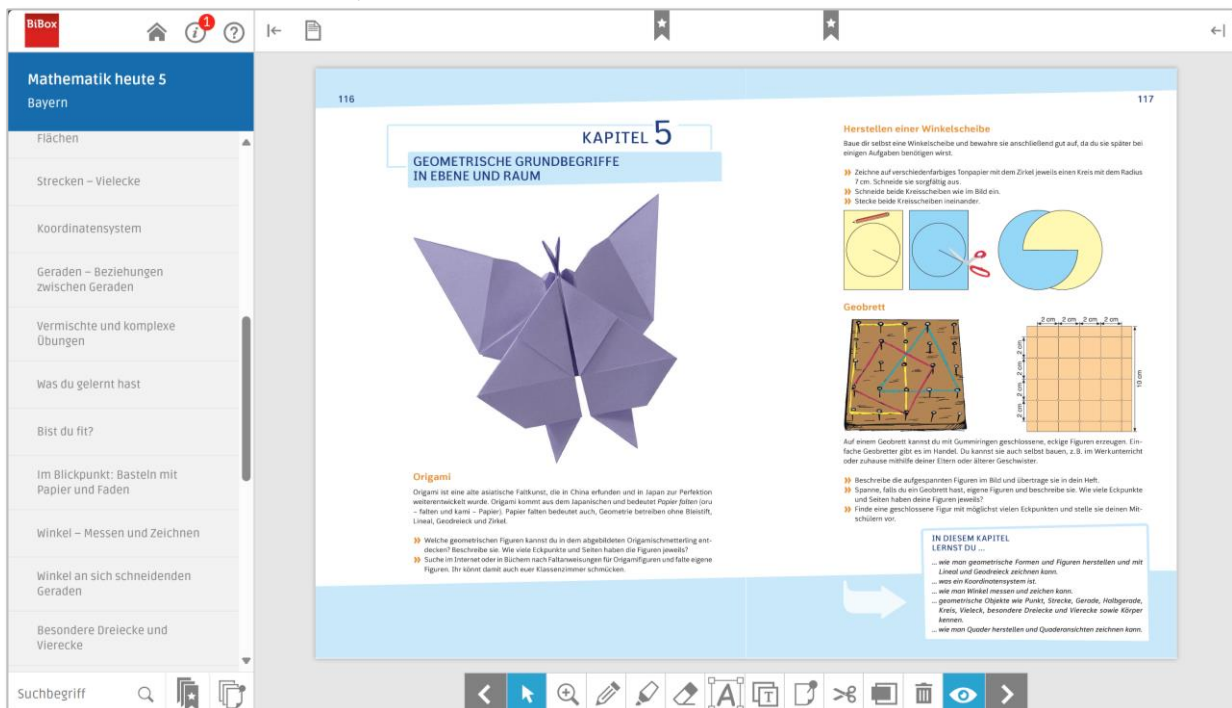 BiBox
1
Mathematik heute 5
Bayern
Flächen
Strecken – Vielecke
Koordinatensystem
Geraden – Beziehungen
zwischen Geraden
Vermischte und komplexe
Übungen
Was du gelernt hast
Bist du fit?
Im Blickpunkt: Basteln mit
Papier und Faden
Winkel – Messen und Zeichnen
Winkel an sich schneidenden
Geraden
Besondere Dreiecke und
Vierecke
Suchbegriff
116
KAPITEL 5
GEOMETRISCHE GRUNDBEGRIFFE
IN EBENE UND RAUM
Origami
Origami ist eine alte asiatische Faltkunst, die in China erfunden und in Japan zur Perfektion
weiterentwickelt wurde. Origami kommt aus dem Japanischen und bedeutet Papier falten (oru
– falten und kami – Papier). Papier falten bedeutet auch, Geometrie betreiben ohne Bleistift,
Lineal, Geodreieck und Zirkel.
Welche geometrischen Figuren kannst du in dem abgebildeten Origamischmetterling ent-
decken? Beschreibe sie. Wie viele Eckpunkte und Seiten haben die Figuren jeweils?
Suche im Internet oder in Büchern nach Faltanweisungen für Origamifiguren und falte eigene
Figuren. Ihr könnt damit auch euer Klassenzimmer schmücken.
117
Herstellen einer Winkelscheibe
Baue dir selbst eine Winkelscheibe und bewahre sie anschließend gut auf, da du sie später bei
einigen Aufgaben benötigen wirst.
Zeichne auf verschiedenfarbiges Tonpapier mit dem Zirkel jeweils einen Kreis mit dem Radius
7 cm. Schneide sie sorgfältig aus.
Schneide beide Kreisscheiben wie im Bild ein.
Stecke beide Kreisscheiben ineinander.
Geobrett
2 cm 2 cm 2 cm 2 cm
2 cm 2 cm 2 cm 2 cm
10 cm
Auf einem Geobrett kannst du mit Gummiringen geschlossene, eckige Figuren erzeugen. Ein-
fache Geobretter gibt es im Handel. Du kannst sie auch selbst bauen, z. B. im Werkunterricht
oder zuhause mithilfe deiner Eltern oder älterer Geschwister.
Beschreibe die aufgespannten Figuren im Bild und übertrage sie in dein Heft.
Spanne, falls du ein Geobrett hast, eigene Figuren und beschreibe sie. Wie viele Eckpunkte
und Seiten haben deine Figuren jeweils?
Finde eine geschlossene Figur mit möglichst vielen Eckpunkten und stelle sie deinen Mit-
schülern vor.
IN DIESEM KAPITEL
LERNST DU ...
... wie man geometrische Formen und Figuren herstellen und mit
Lineal und Geodreieck zeichnen kann.
... was ein Koordinatensystem ist.
... wie man Winkel messen und zeichen kann.
... geometrische Objekte wie Punkt, Strecke, Gerade, Halbgerade,
Kreis, Vieleck, besondere Dreiecke und Vierecke sowie Körper
kennen.
... wie man Quader herstellen und Quaderansichten zeichnen kann.
A
T